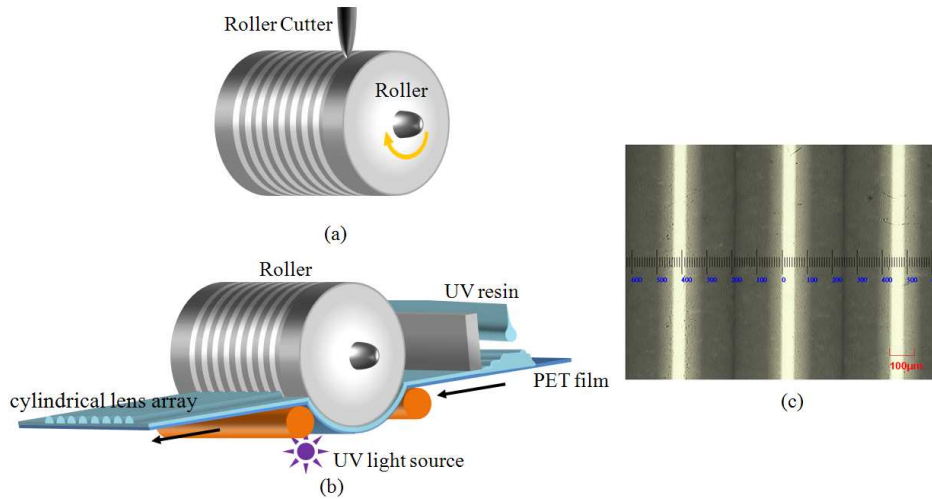 Roller Cutter
Roller
(a)
Roller
UV resin
PET film
cylindrical lens array
UV light source
(b)
600 500 400 300 200 100 0 100 200 300 400 500
100μm
(c)